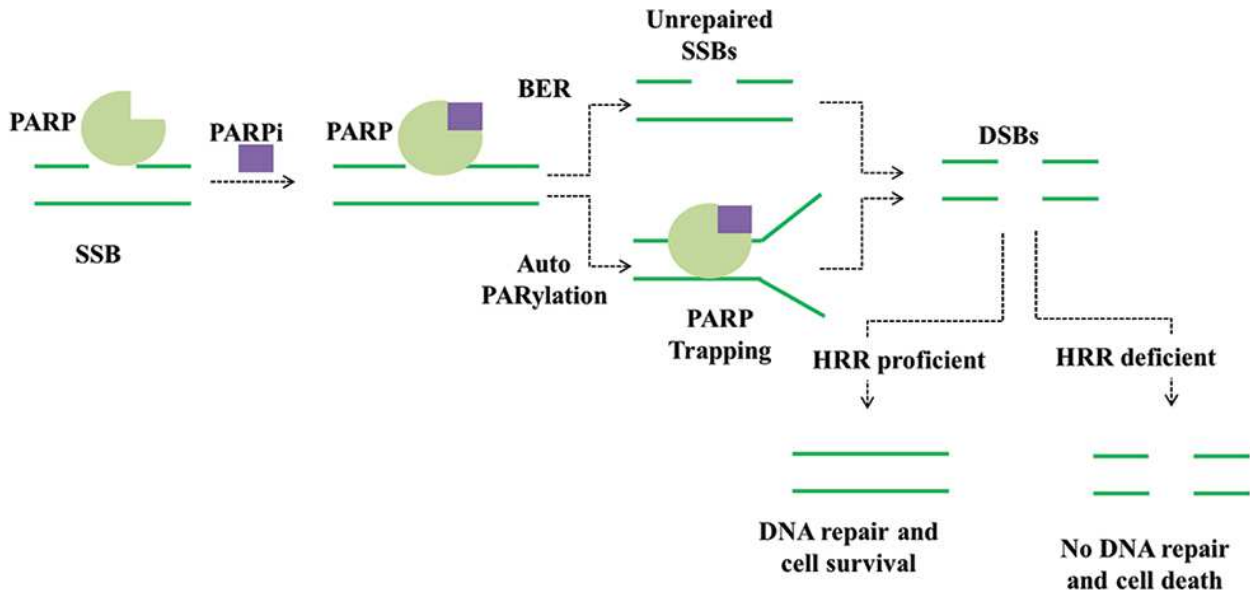 PARP
PARPi
SSB
PARP
BER
Auto
PARylation
Unrepaired
SSBs
PARP
Trapping
DSBs
HRR proficient
HRR deficient
DNA repair and
cell survival
No DNA repair
and cell death